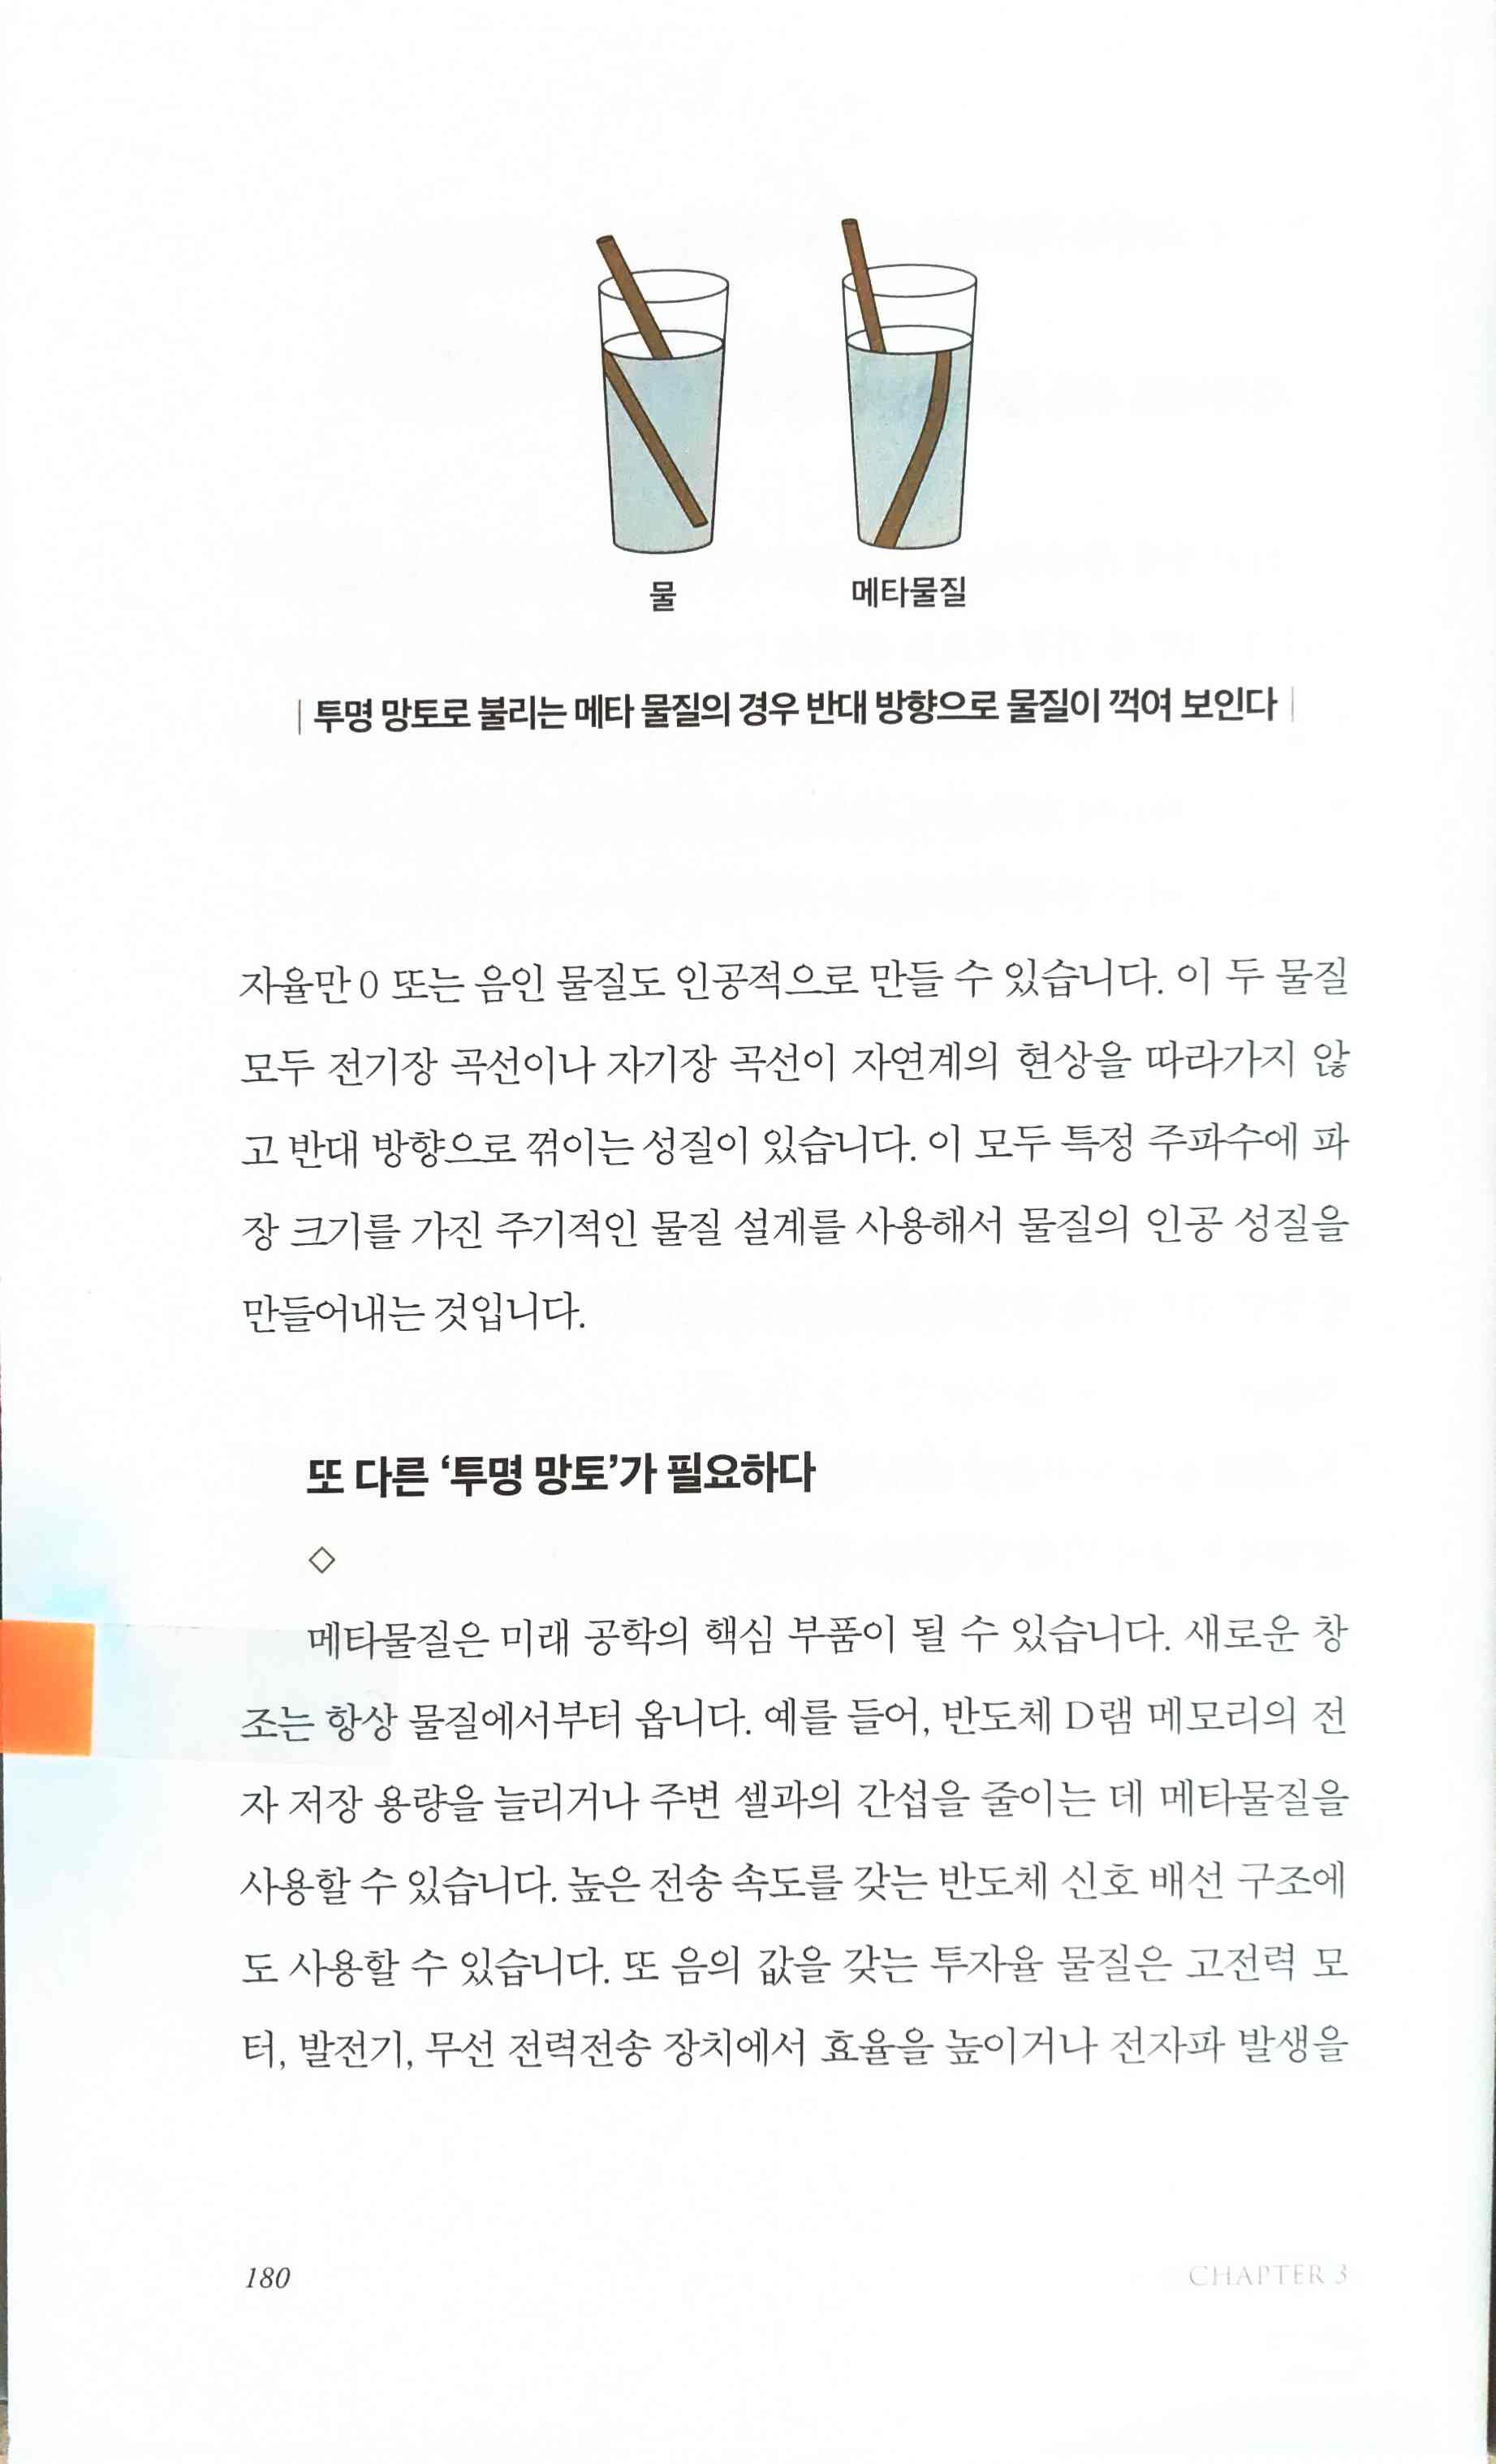 물
메타물질
투명 망토로 불리는 메타 물질의 경우 반대 방향으로 물질이 꺽여 보인다
자율만 0 또는 음인 물질도 인공적으로 만들 수 있습니다. 이 두 물질
모두 전기장 곡선이나 자기장 곡선이 자연계의 현상을 따라가지 않
고 반대 방향으로 꺾이는 성질이 있습니다. 이 모두 특정 주파수에 파
장 크기를 가진 주기적인 물질 설계를 사용해서 물질의 인공 성질을
만들어내는 것입니다.
또 다른 ‘투명 망토’가 필요하다
◇
메타물질은 미래 공학의 핵심 부품이 될 수 있습니다. 새로운 창
조는 항상 물질에서부터 옵니다. 예를 들어, 반도체 D램 메모리의 전
자 저장 용량을 늘리거나 주변 셀과의 간섭을 줄이는 데 메타물질을
사용할 수 있습니다. 높은 전송 속도를 갖는 반도체 신호 배선 구조에
도 사용할 수 있습니다. 또 음의 값을 갖는 투자율 물질은 고전력 모
터, 발전기, 무선 전력전송 장치에서 효율을 높이거나 전자파 발생을
180
CHAPTER 3